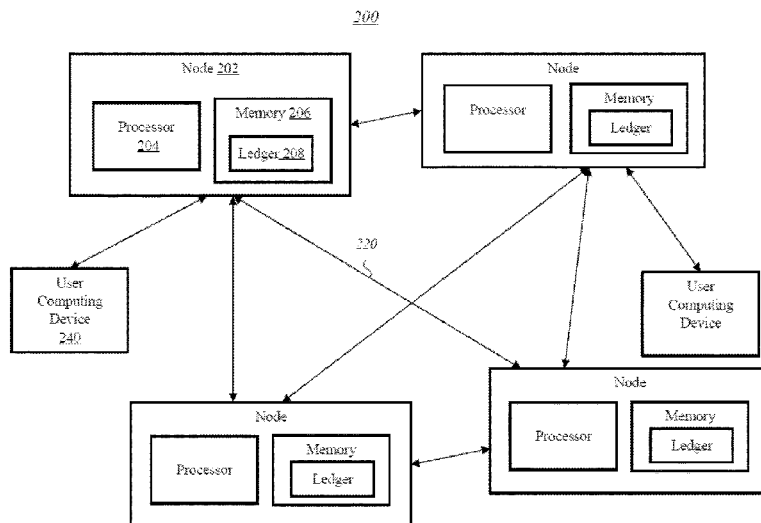 200
Node 202
Processor
204
Memory 206
Ledger 208
Node
Processor
Memory
Ledger
220
User
Computing
Device
240
User
Computing
Device
Node
Processor
Memory
Ledger
Node
Processor
Memory
Ledger